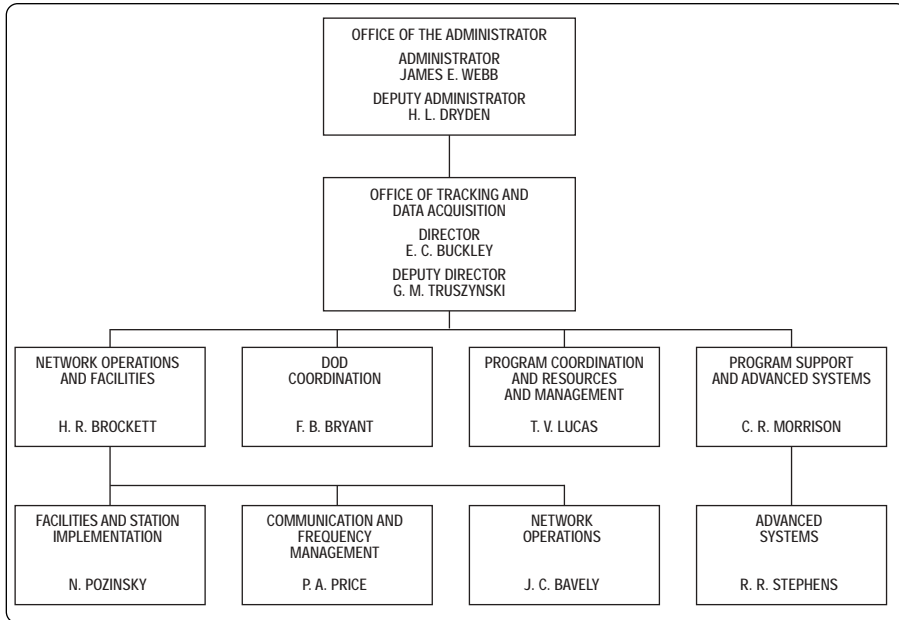 OFFICE OF THE ADMINISTRATOR
ADMINISTRATOR
JAMES E. WEBB
DEPUTY ADMINISTRATOR
H. L. DRYDEN
OFFICE OF TRACKING AND
DATA ACQUISITION
DIRECTOR
E. C. BUCKLEY
DEPUTY DIRECTOR
G. M. TRUSZYNSKI
NETWORK OPERATIONS
AND FACILITIES
H. R. BROCKETT
DOD
COORDINATION
F. B. BRYANT
PROGRAM COORDINATION
AND RESOURCES
AND MANAGEMENT
T. V. LUCAS
PROGRAM SUPPORT
AND ADVANCED SYSTEMS
C. R. MORRISON
FACILITIES AND STATION
IMPLEMENTATION
N. POZINSKY
COMMUNICATION AND
FREQUENCY
MANAGEMENT
P. A. PRICE
NETWORK
OPERATIONS
J. C. BAVELY
ADVANCED
SYSTEMS
R. R. STEPHENS